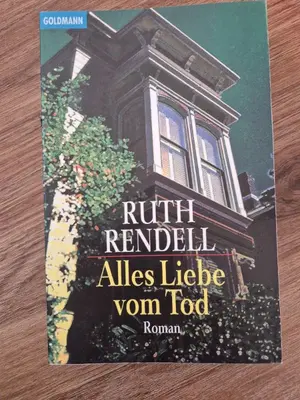 GOLDMANN
RUTH
RENDELL
Alles Liebe
vom Tod
Roman